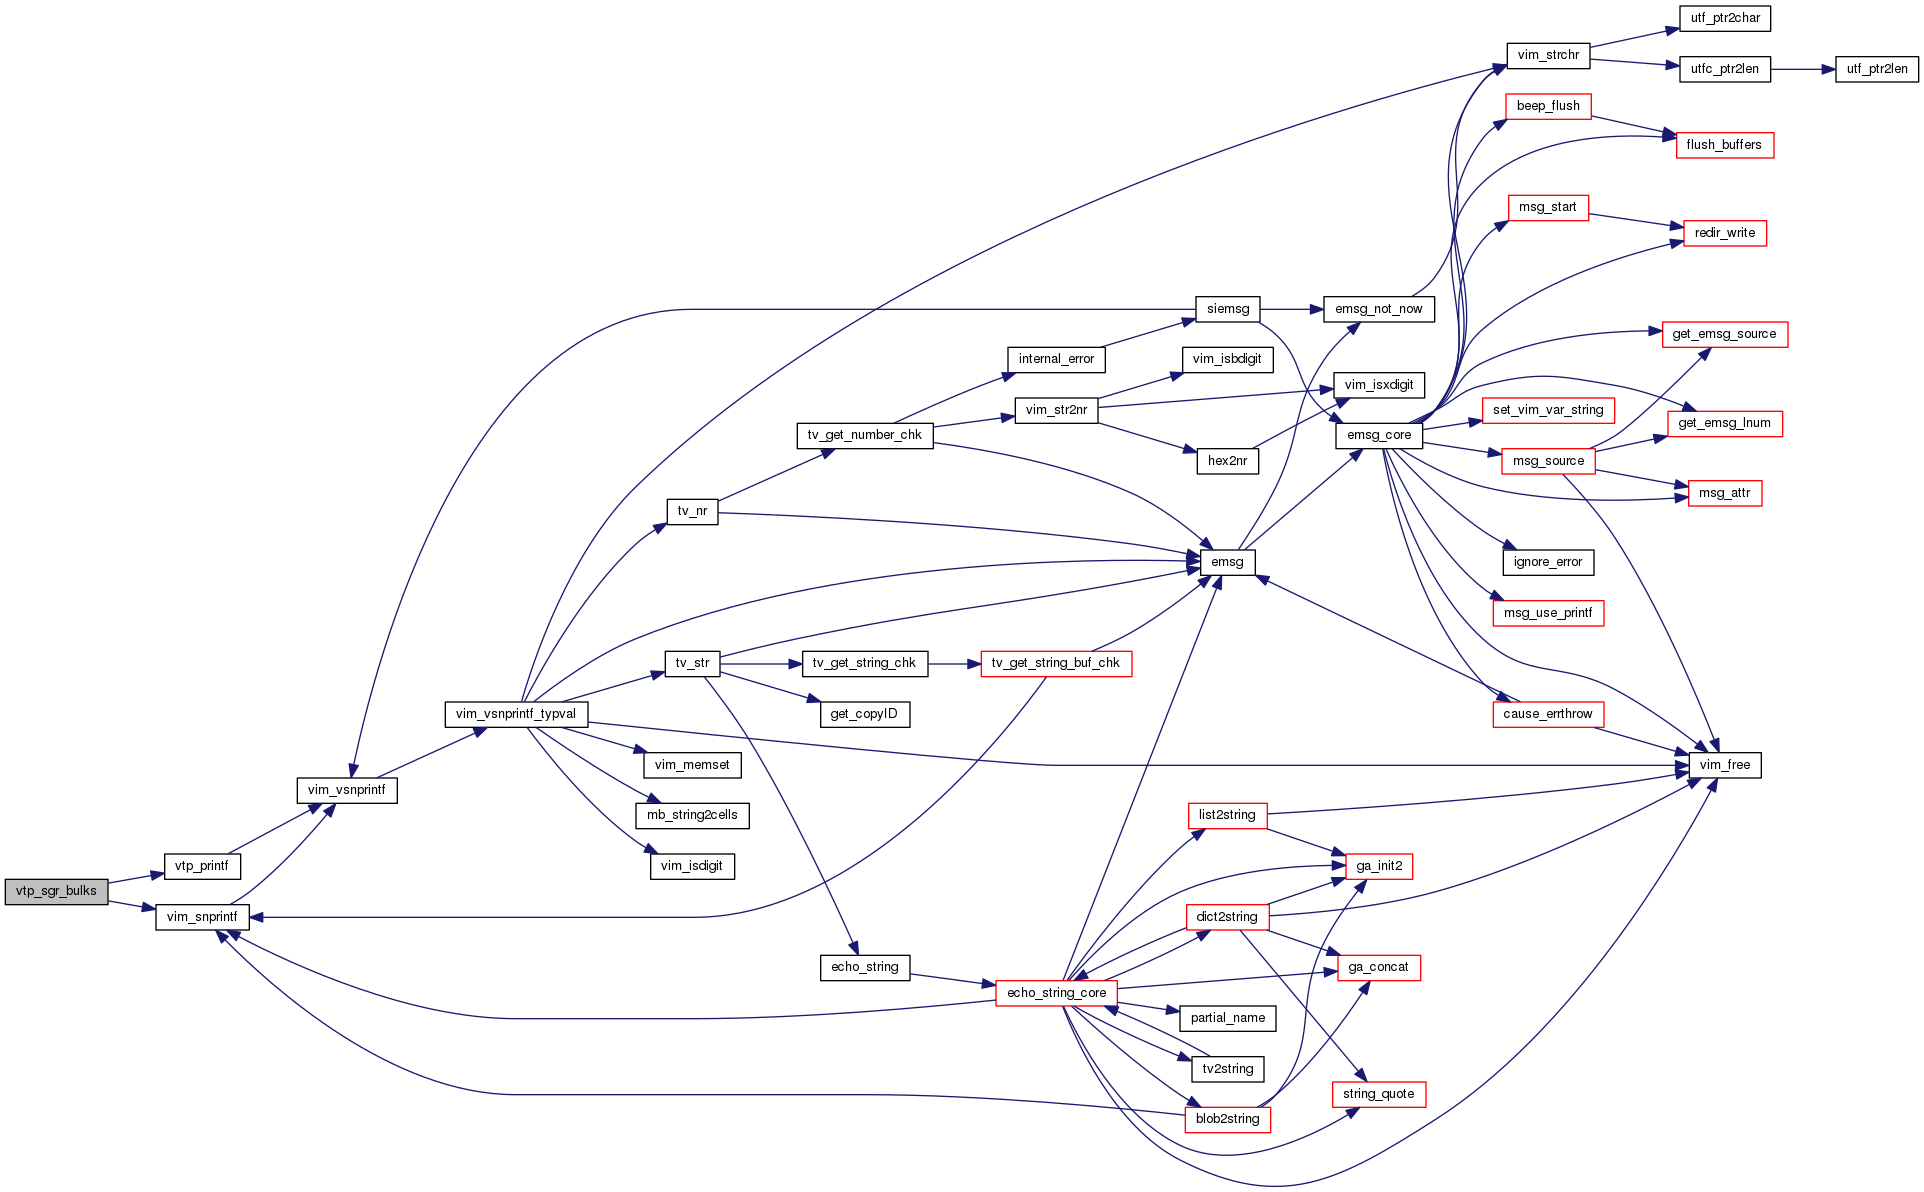 utf_ptr2char
vim_strchr
utfc_ptr2len
utf_ptr2len
beep_flush
flush_buffers
msg_start
redir_write
siemsg
emsg_not_now
get_emsg_source
internal_error
vim_isbdigit
vim_isxdigit
vim_str2nr
set_vim_var_string
get_emsg_lnum
tv_get_number_chk
emsg_core
hex2nr
msg_source
msg_attr
tv_nr
emsg
ignore_error
msg_use_printf
tv_str
tv_get_string_chk
tv_get_string_buf_chk
vim_vsnprintf_typval
get_copyID
cause_errthrow
vim_memset
vim_free
vim_vsnprintf
mb_string2cells
list2string
vtp_printf
vim_isdigit
ga_init2
vtp_sgr_bulks
vim_snprintf
dict2string
echo_string
ga_concat
echo_string_core
partial_name
tv2string
string_quote
blob2string